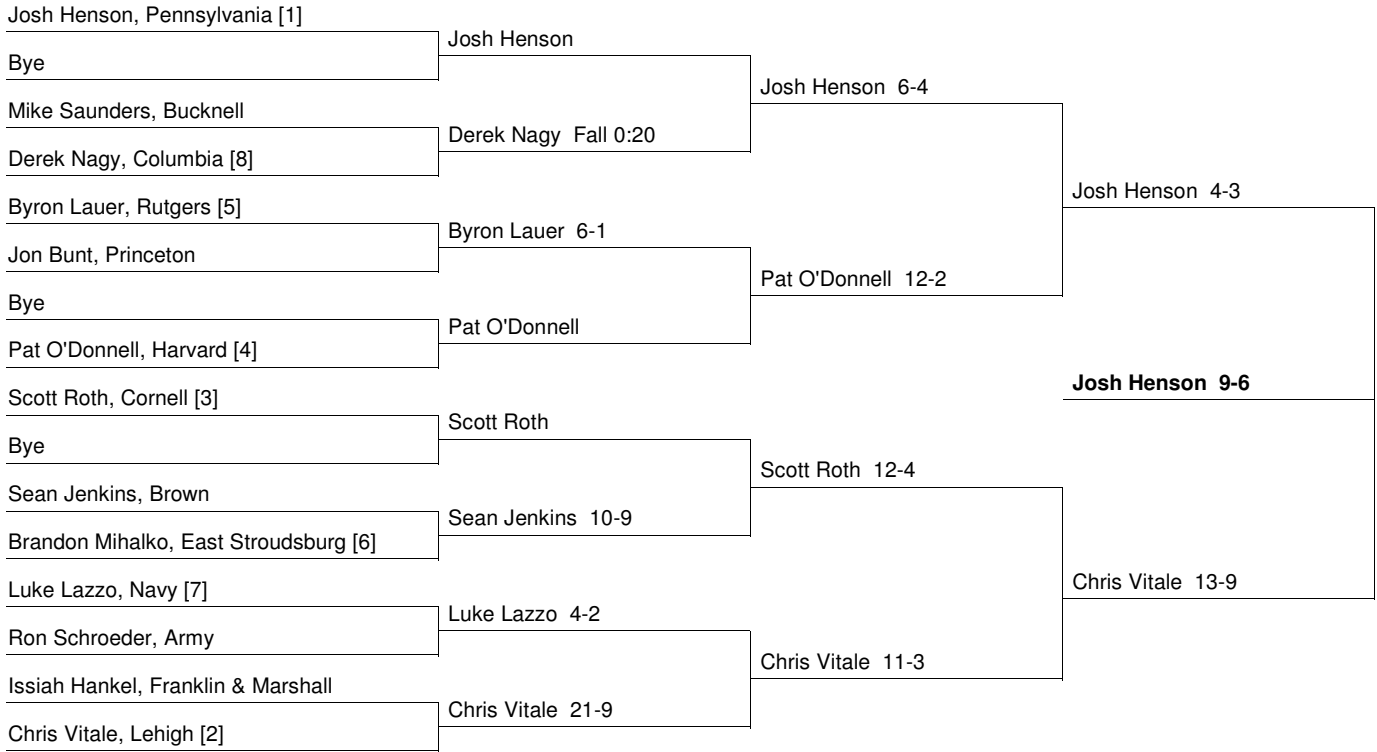 Josh Henson, Pennsylvania [1]
Bye
Mike Saunders, Bucknell
Derek Nagy, Columbia [8]
Byron Lauer, Rutgers [5]
Jon Bunt, Princeton
Bye
Pat O'Donnell, Harvard [4]
Scott Roth, Cornell [3]
Bye
Sean Jenkins, Brown
Brandon Mihalko, East Stroudsburg [6]
Luke Lazzo, Navy [7]
Ron Schroeder, Army
Issiah Hankel, Franklin & Marshall
Chris Vitale, Lehigh [2]
Josh Henson
Derek Nagy Fall 0:20
Byron Lauer 6-1
Pat O'Donnell
Scott Roth
Sean Jenkins 10-9
Luke Lazzo 4-2
Chris Vitale 21-9
Josh Henson 6-4
Pat O'Donnell 12-2
Scott Roth 12-4
Chris Vitale 11-3
Josh Henson 4-3
Josh Henson 9-6
Chris Vitale 13-9